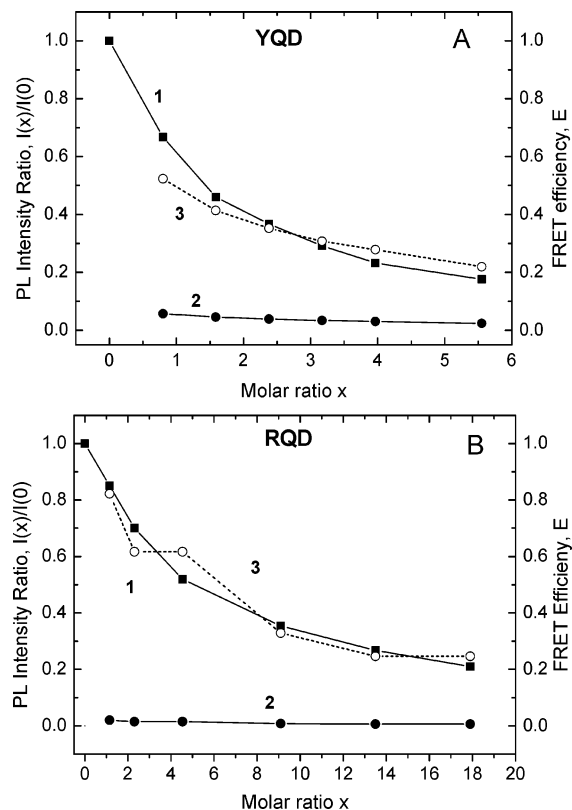 YQD
A
PL Intensity Ratio, I(x)/I(0)
FRET efficiency, E
1.0
0.8
0.6
0.4
0.2
0.0
1
3
2
1.0
0.8
0.6
0.4
0.2
0.0
0 1 2 3 4 5 6
Molar ratio x
RQD
B
PL Intensity Ratio, I(x)/I(0)
FRET Efficieny, E
1.0
0.8
0.6
0.4
0.2
0.0
1
3
2
1.0
0.8
0.6
0.4
0.2
0.0
0 2 4 6 8 10 12 14 16 18 20
Molar ratio x